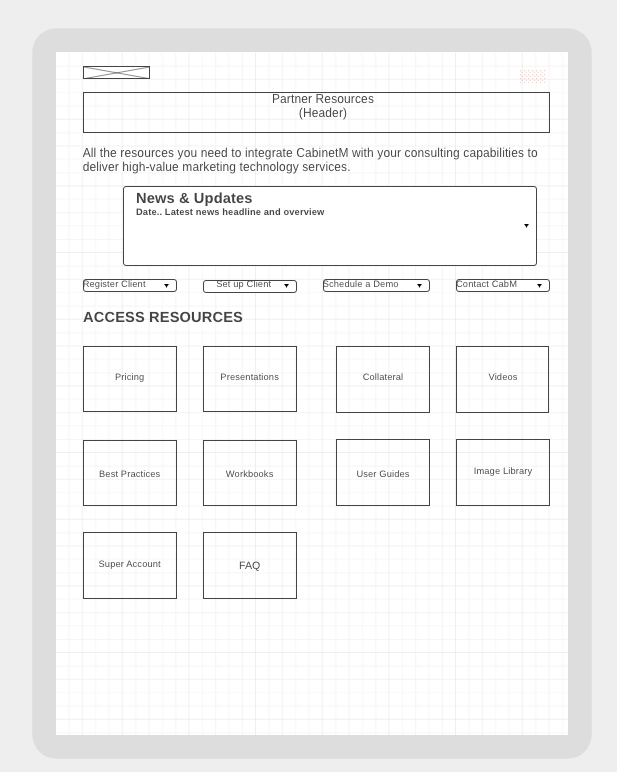 Partner Resources
(Header)
All the resources you need to integrate CabinetM with your consulting capabilities to
deliver high-value marketing technology services.
News & Updates
Date.. Latest news headline and overview
Register Client
Set up Client
Schedule a Demo
Contact CabM
ACCESS RESOURCES
Pricing
Presentations
Collateral
Videos
Best Practices
Workbooks
User Guides
Image Library
Super Account
FAQ